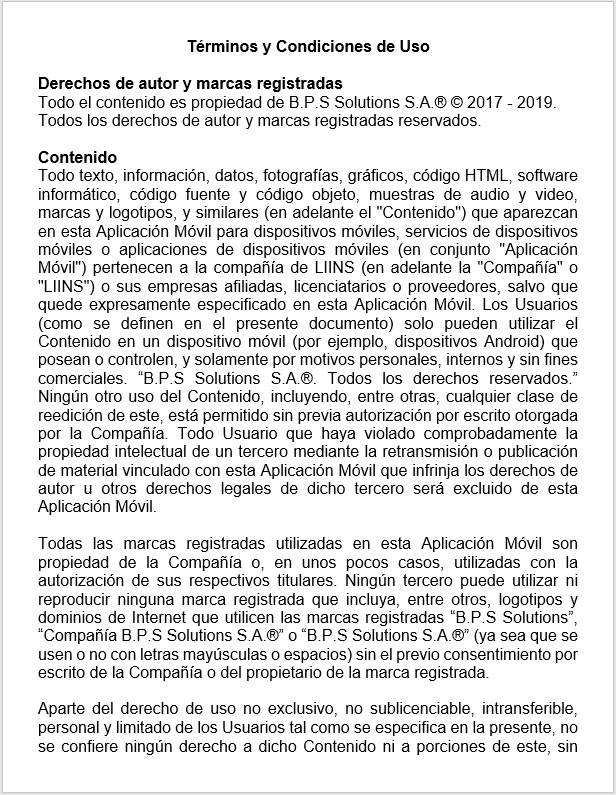 Términos y Condiciones de Uso
Derechos de autor y marcas registradas
Todo el contenido es propiedad de B.P.S Solutions S.A.® © 2017 - 2019.
Todos los derechos de autor y marcas registradas reservados.
Contenido
Todo texto, información, datos, fotografías, gráficos, código HTML, software
informático, código fuente y código objeto, muestras de audio y video,
marcas y logotipos, y similares (en adelante el "Contenido") que aparezcan
en esta Aplicación Móvil para dispositivos móviles, servicios de dispositivos
móviles o aplicaciones de dispositivos móviles (en conjunto "Aplicación
Móvil") pertenecen a la compañía de LIINS (en adelante la "Compañía" o
"LIINS") o sus empresas afiliadas, licenciatarios o proveedores, salvo que
quede expresamente especificado en esta Aplicación Móvil. Los Usuarios
(como se definen en el presente documento) solo pueden utilizar el
Contenido en un dispositivo móvil (por ejemplo, dispositivos Android) que
posean o controlen, y solamente por motivos personales, internos y sin fines
comerciales. “B.P.S Solutions S.A.®. Todos los derechos reservados.”
Ningún otro uso del Contenido, incluyendo, entre otras, cualquier clase de
reedición de este, está permitido sin previa autorización por escrito otorgada
por la Compañía. Todo Usuario que haya violado comprobadamente la
propiedad intelectual de un tercero mediante la retransmisión o publicación
de material vinculado con esta Aplicación Móvil que infrinja los derechos de
autor u otros derechos legales de dicho tercero será excluido de esta
Aplicación Móvil.
Todas las marcas registradas utilizadas en esta Aplicación Móvil son
propiedad de la Compañía o, en unos pocos casos, utilizadas con la
autorización de sus respectivos titulares. Ningún tercero puede utilizar ni
reproducir ninguna marca registrada que incluya, entre otros, logotipos y
dominios de Internet que utilicen las marcas registradas “B.P.S Solutions”,
“Compañía B.P.S Solutions S.A.®” o “B.P.S Solutions S.A.®” (ya sea que se
usen o no con letras mayúsculas o espacios) sin el previo consentimiento por
escrito de la Compañía o del propietario de la marca registrada.
Aparte del derecho de uso no exclusivo, no sublicenciable, intransferible,
personal y limitado de los Usuarios tal como se especifica en la presente, no
se confiere ningún derecho a dicho Contenido ni a porciones de este, sin